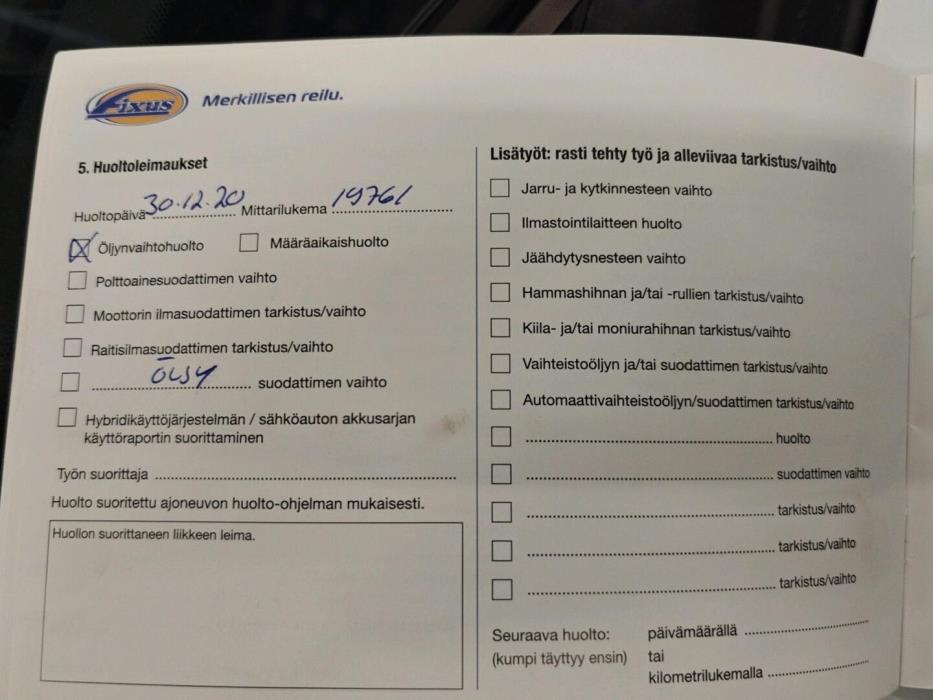 Fixus Merkillisen reilu.
5. Huoltoleimaukset
Huoltopäivä 30.12.20 Mittarilukema 19761
Öljynvaihtohuolto Määräaikaishuolto
Polttoainesuodattimen vaihto
Moottorin ilmasuodattimen tarkistus/vaihto
Raitisilmasuodattimen tarkistus/vaihto
ÖLJY suodattimen vaihto
Hybridikäyttöjärjestelmän / sähköauton akkusarjan
käyttöraportin suorittaminen
Työn suorittaja
Huolto suoritettu ajoneuvon huolto-ohjelman mukaisesti.
Huollon suorittaneen liikkeen leima.
Lisätyöt: rasti tehty työ ja alleviivaa tarkistus/vaihto
Jarru- ja kytkinnesteen vaihto
Ilmastointilaitteen huolto
Jäähdytysnesteen vaihto
Hammashihnan ja/tai -rullien tarkistus/vaihto
Kiila- ja/tai moniurahihnan tarkistus/vaihto
Vaihteistoöljyn ja/tai suodattimen tarkistus/vaihto
Automaattivaihteistoöljyn/suodattimen tarkistus/vaihto
huolto
suodattimen vaihto
tarkistus/vaihto
tarkistus/vaihto
tarkistus/vaihto
Seuraava huolto: päivämäärällä
(kumpi täyttyy ensin) tai
kilometrilukemalla